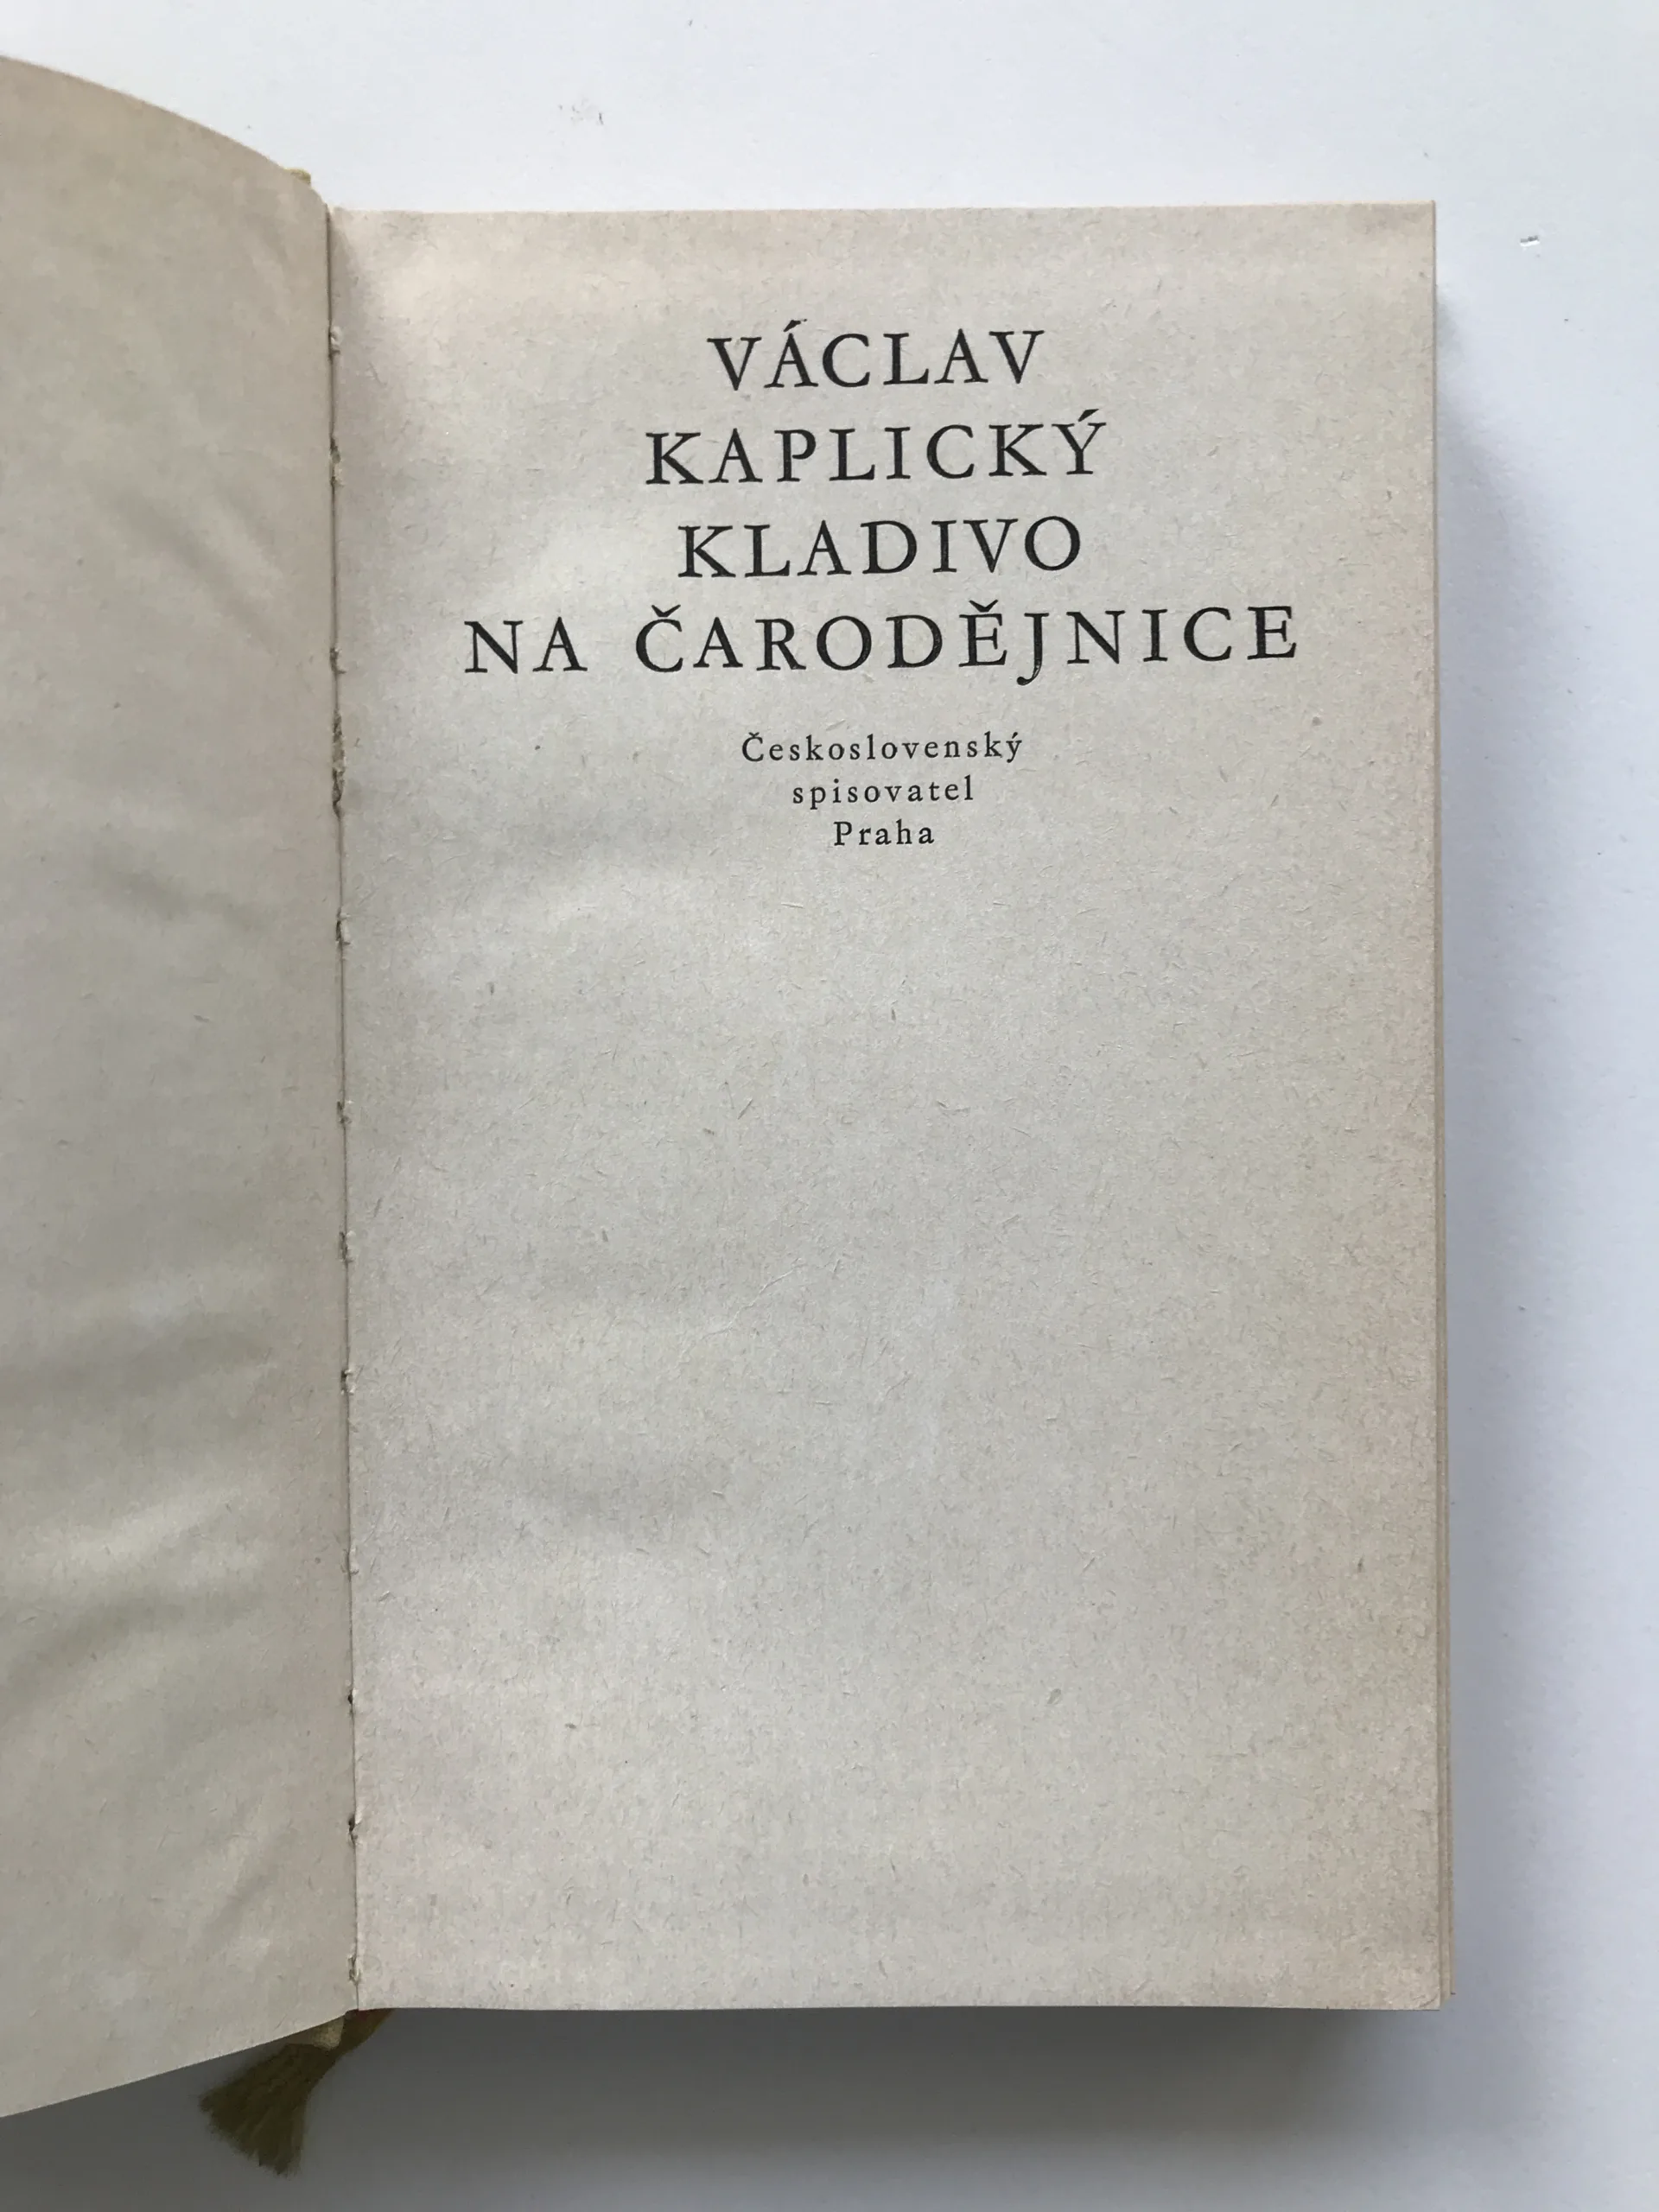 VÁCLAV
KAPLICKÝ
KLADIVO
NA ČARODĚJNICE
Československý
spisovatel
Praha